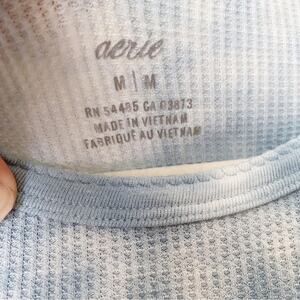 aerie
M | M
RN 54485 CA 03873
MADE IN VIETNAM
FABRIQUÉ AU VIETNAM